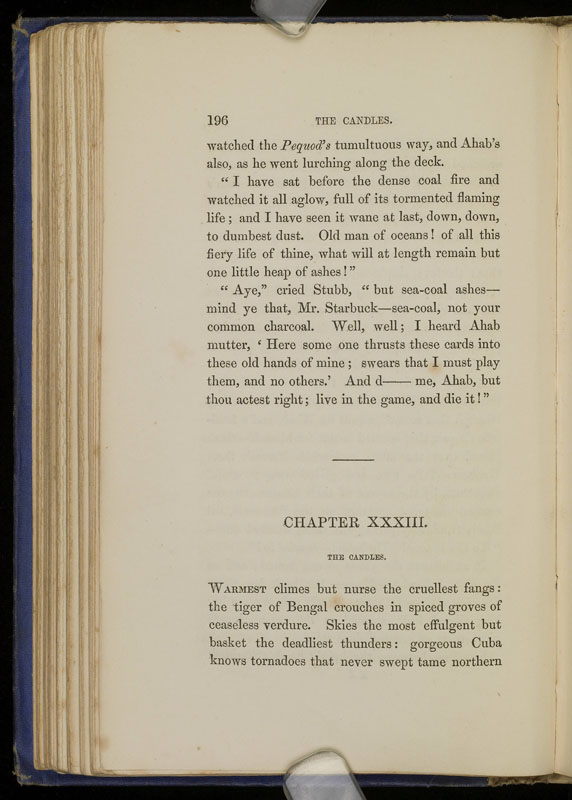 196 THE CANDLES.
watched the Pequod's tumultuous way, and Ahab's
also, as he went lurching along the deck.
“ I have sat before the dense coal fire and
watched it all aglow, full of its tormented flaming
life ; and I have seen it wane at last, down, down,
to dumbest dust. Old man of oceans! of all this
fiery life of thine, what will at length remain but
one little heap of ashes!”
“ Aye,” cried Stubb, “ but sea-coal ashes—
mind ye that, Mr. Starbuck—sea-coal, not your
common charcoal. Well, well; I heard Ahab
mutter, ‘ Here some one thrusts these cards into
these old hands of mine ; swears that I must play
them, and no others.’ And d—— me, Ahab, but
thou actest right; live in the game, and die it!”
CHAPTER XXXIII.
THE CANDLES.
WARMEST climes but nurse the cruellest fangs:
the tiger of Bengal crouches in spiced groves of
ceaseless verdure. Skies the most effulgent but
basket the deadliest thunders: gorgeous Cuba
knows tornadoes that never swept tame northern